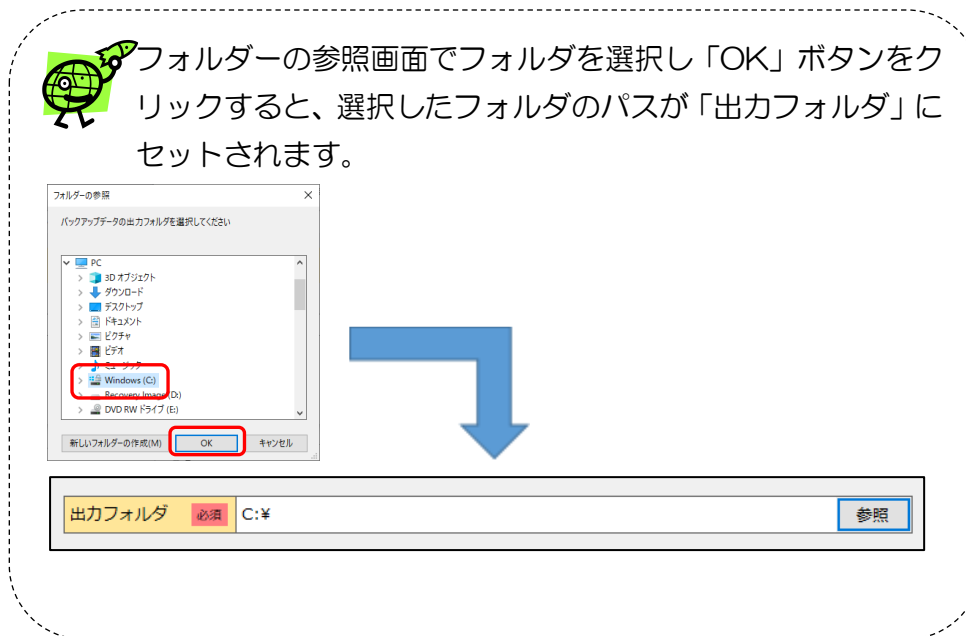 フォルダーの参照画面でフォルダを選択し「OK」ボタンをク
リックすると、選択したフォルダのパスが「出力フォルダ」に
セットされます。
フォルダーの参照
バックアップデータの出力フォルダを選択してください
PC
3D オブジェクト
ダウンロード
デスクトップ
ドキュメント
ピクチャ
ビデオ
ミュージック
Windows (C:)
Recovery Image (D:)
DVD RW ドライブ (E:)
新しいフォルダーの作成(M) OK キャンセル
出力フォルダ 必須 C:¥ 参照